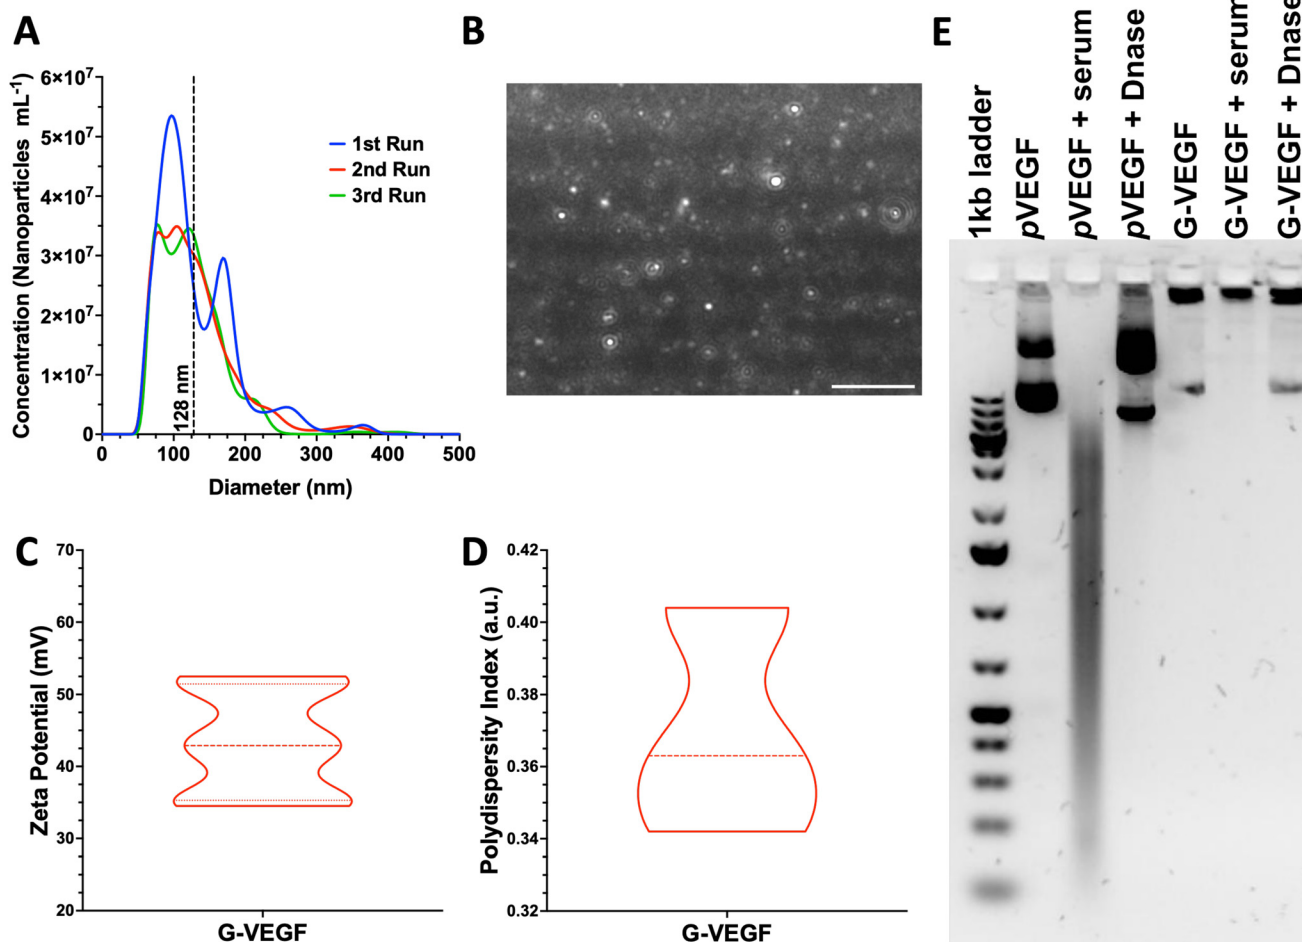 A
Concentration (Nanoparticles mL⁻¹)
6×10⁷
5×10⁷
4×10⁷
3×10⁷
2×10⁷
1×10⁷
0
0
100
200
300
400
500
Diameter (nm)
128 nm
1st Run
2nd Run
3rd Run
B
C
Zeta Potential (mV)
70
60
50
40
30
20
G-VEGF
D
Polydispersity Index (a.u.)
0.42
0.40
0.38
0.36
0.34
0.32
G-VEGF
E
1kb ladder
pVEGF
pVEGF + serum
pVEGF + Dnase
G-VEGF
G-VEGF + serum
G-VEGF + Dnase